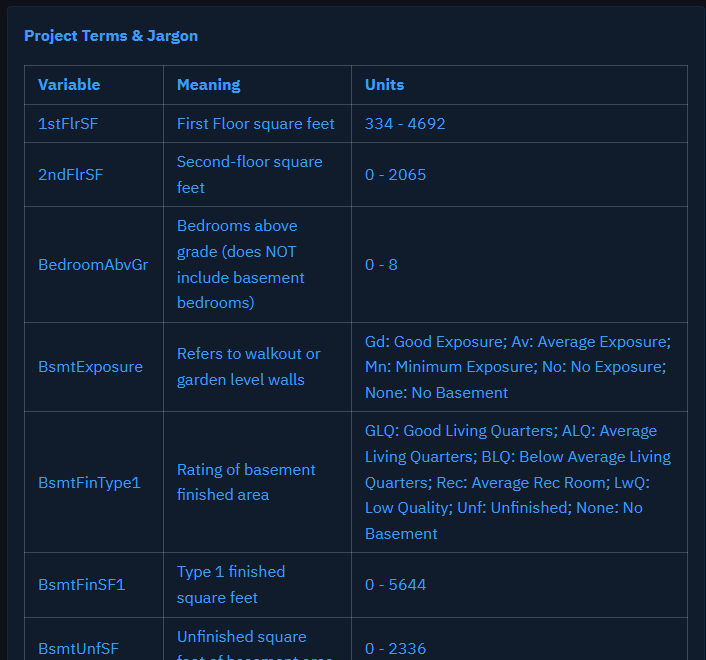 Project Terms & Jargon
Variable Meaning Units
1stFlrSF First Floor square feet 334 - 4692
2ndFlrSF Second-floor square
feet 0 - 2065
BedroomAbvGr Bedrooms above
grade (does NOT
include basement
bedrooms) 0 - 8
BsmtExposure Refers to walkout or
garden level walls Gd: Good Exposure; Av: Average Exposure;
Mn: Minimum Exposure; No: No Exposure;
None: No Basement
BsmtFinType1 Rating of basement
finished area GLQ: Good Living Quarters; ALQ: Average
Living Quarters; BLQ: Below Average Living
Quarters; Rec: Average Rec Room; LwQ:
Low Quality; Unf: Unfinished; None: No
Basement
BsmtFinSF1 Type 1 finished
square feet 0 - 5644
BsmtUnfSF Unfinished square
feet of basement area 0 - 2336